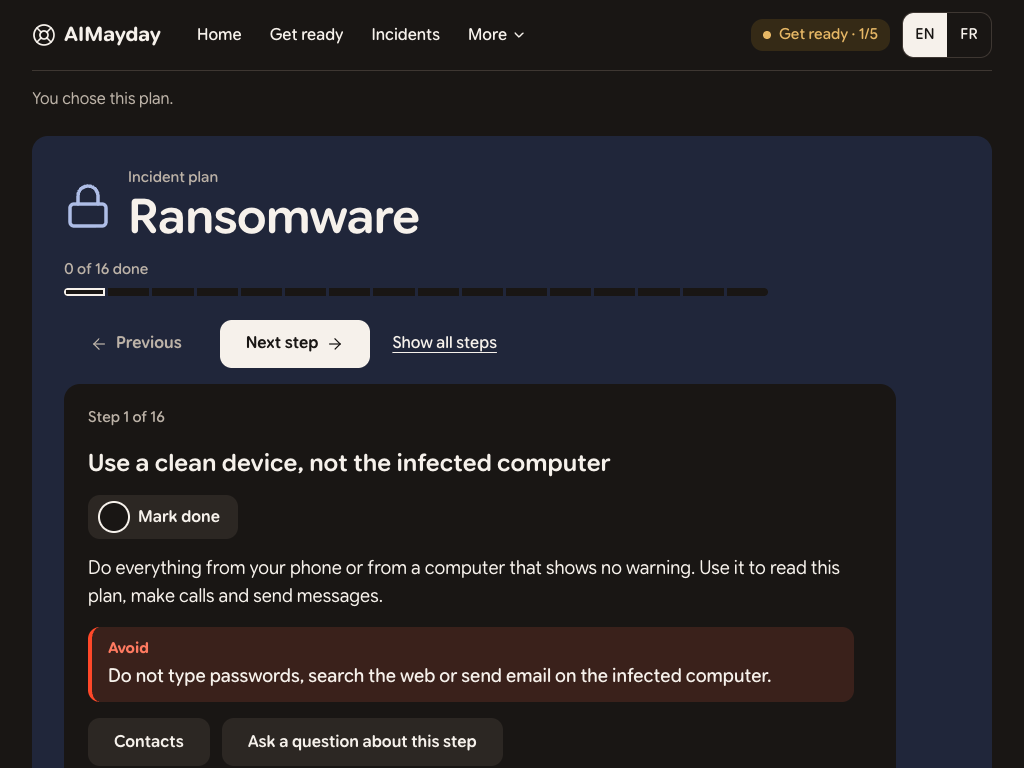 AIMayday
Home
Get ready
Incidents
More
Get ready · 1/5
EN
FR
You chose this plan.
Incident plan
Ransomware
0 of 16 done
Previous
Next step
Show all steps
Step 1 of 16
Use a clean device, not the infected computer
Mark done
Do everything from your phone or from a computer that shows no warning. Use it to read this
plan, make calls and send messages.
Avoid
Do not type passwords, search the web or send email on the infected computer.
Contacts
Ask a question about this step